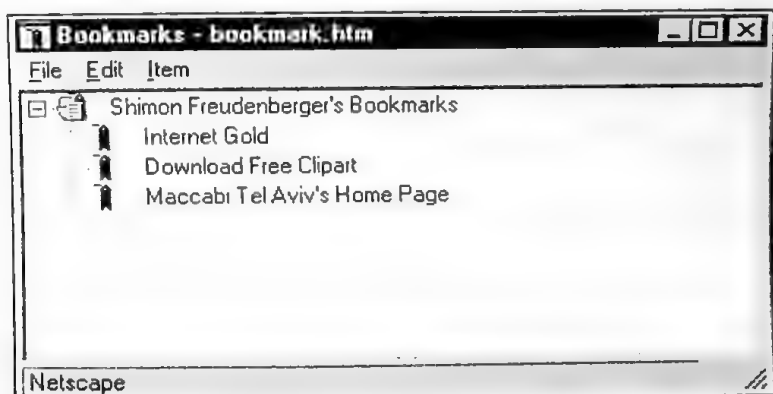 Bookmarks - bookmark.htm
File Edit Item
Shimon Freudenberger's Bookmarks
Internet Gold
Download Free Clipart
Maccabi Tel Aviv's Home Page
Netscape